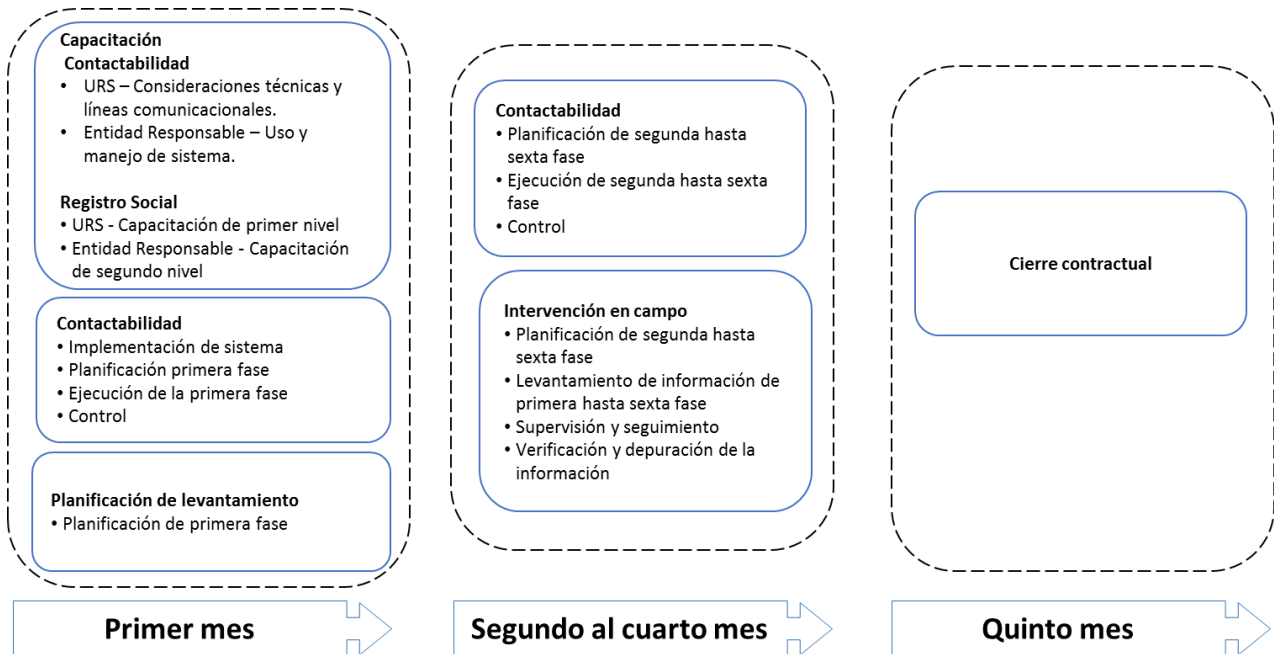 Capacitación
Contactabilidad
• URS – Consideraciones técnicas y
líneas comunicacionales.
• Entidad Responsable – Uso y
manejo de sistema.
Registro Social
• URS - Capacitación de primer nivel
• Entidad Responsable - Capacitación
de segundo nivel
Contactabilidad
• Implementación de sistema
• Planificación primera fase
• Ejecución de la primera fase
• Control
Planificación de levantamiento
• Planificación de primera fase
Primer mes
Contactabilidad
• Planificación de segunda hasta
sexta fase
• Ejecución de segunda hasta sexta
fase
• Control
Intervención en campo
• Planificación de segunda hasta
sexta fase
• Levantamiento de información de
primera hasta sexta fase
• Supervisión y seguimiento
• Verificación y depuración de la
información
Segundo al cuarto mes
Cierre contractual
Quinto mes